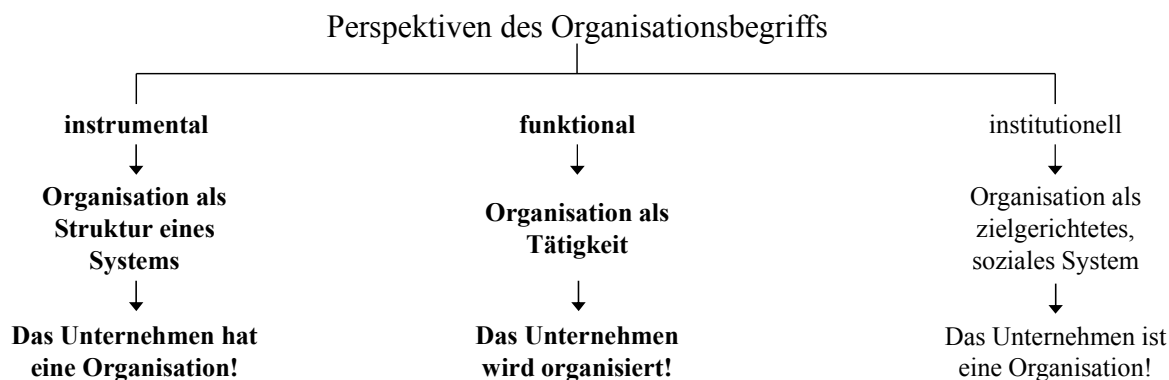 Perspektiven des Organisationsbegriffs
instrumental
Organisation als
Struktur eines
Systems
Das Unternehmen hat
eine Organisation!
funktional
Organisation als
Tätigkeit
Das Unternehmen
wird organisiert!
institutionell
Organisation als
zielgerichtetes,
soziales System
Das Unternehmen ist
eine Organisation!